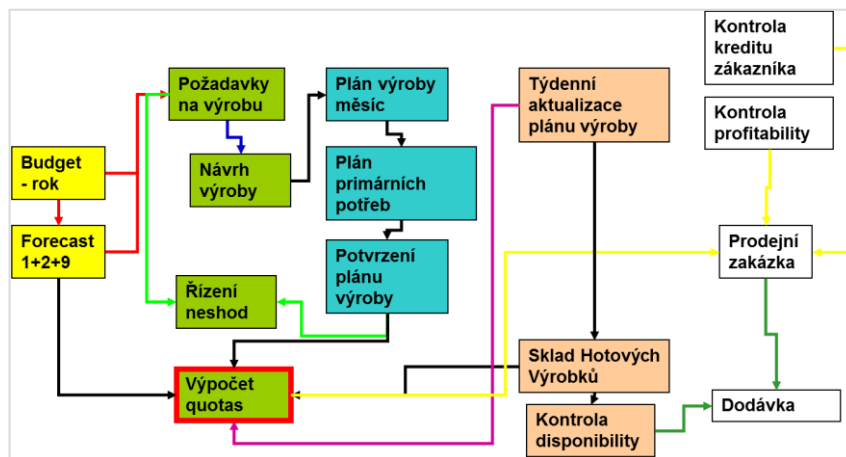 Kontrola
kreditu
zákazníka
Požadavky
na výrobu
Plán výroby
měsíc
Týdenní
aktualizace
plánu výroby
Kontrola
profitability
Budget
- rok
Návrh
výroby
Plán
primárních
potřeb
Forecast
1+2+9
Potvrzení
plánu
výroby
Prodejní
zakázka
Řízení
neshod
Výpočet
quotas
Sklad Hotových
Výrobků
Kontrola
disponibility
Dodávka